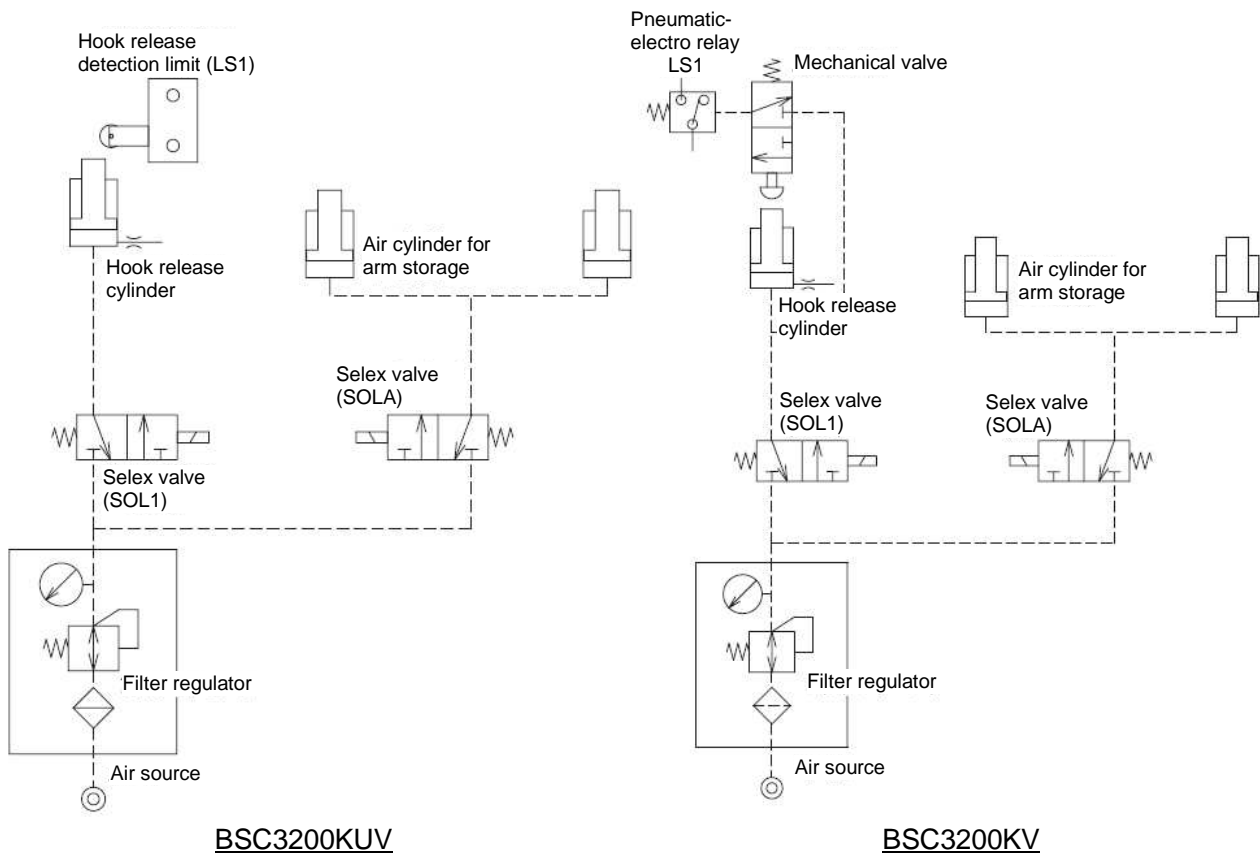 Hook release
detection limit (LS1)
Hook release
cylinder
Air cylinder for
arm storage
Selex valve
(SOLA)
Selex valve
(SOL1)
Filter regulator
Air source
BSC3200KUV
Pneumatic-
electro relay
LS1
Mechanical valve
Hook release
cylinder
Air cylinder for
arm storage
Selex valve
(SOL1)
Selex valve
(SOLA)
Filter regulator
Air source
BSC3200KV